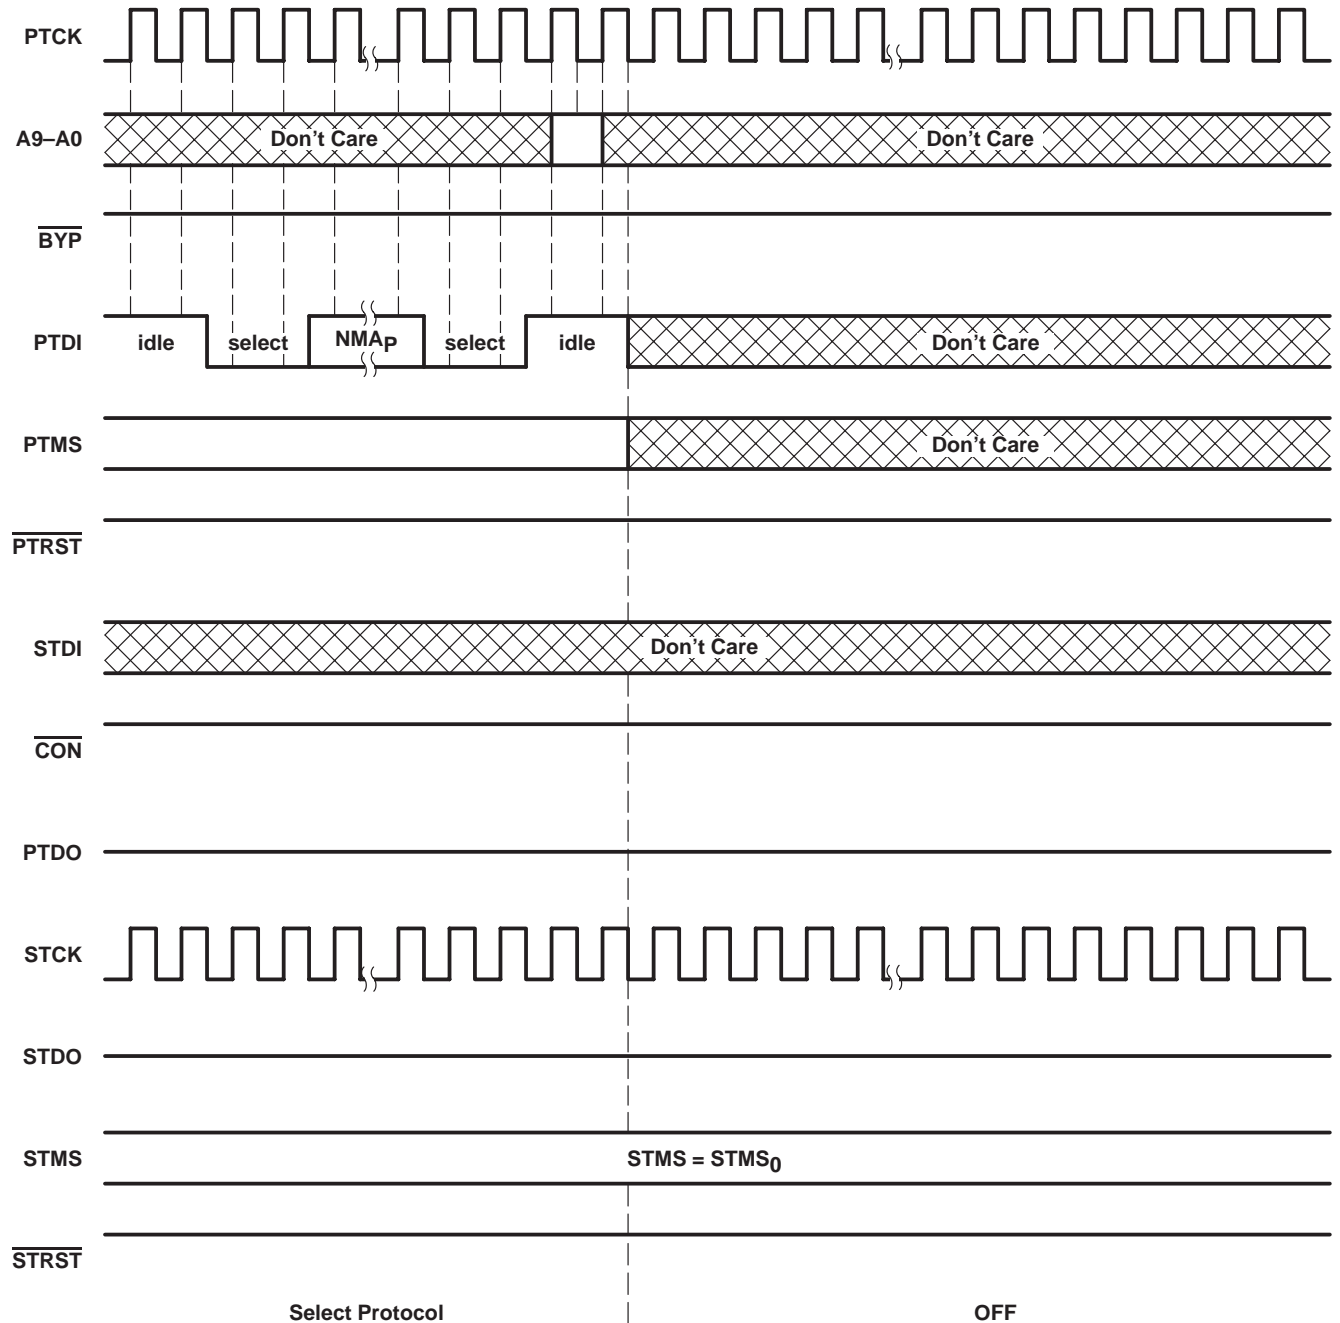 PTCK
A9–A0
Don't Care
Don't Care
BYP
PTDI
idle
select
NMAP
select
idle
Don't Care
PTMS
Don't Care
PTRST
STDI
Don't Care
CON
PTDO
STCK
STDO
STMS
STMS = STMS0
STRST
Select Protocol
OFF